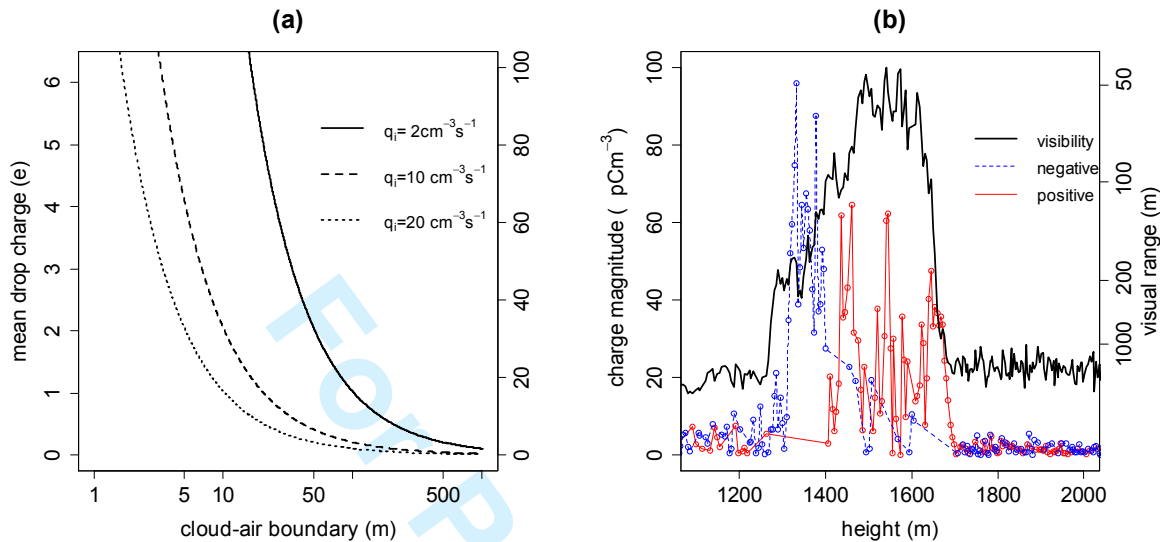 (a)
mean drop charge (e)
0 1 2 3 4 5 6
0 20 40 60 80 100
qi= 2cm−3s−1
qi=10 cm−3s−1
qi=20 cm−3s−1
1 5 10 50 500
cloud-air boundary (m)
(b)
charge magnitude ( pCm−3)
0 20 40 60 80 100
visual range (m)
50 100 200 1000
visibility
negative
positive
1200 1400 1600 1800 2000
height (m)
For P